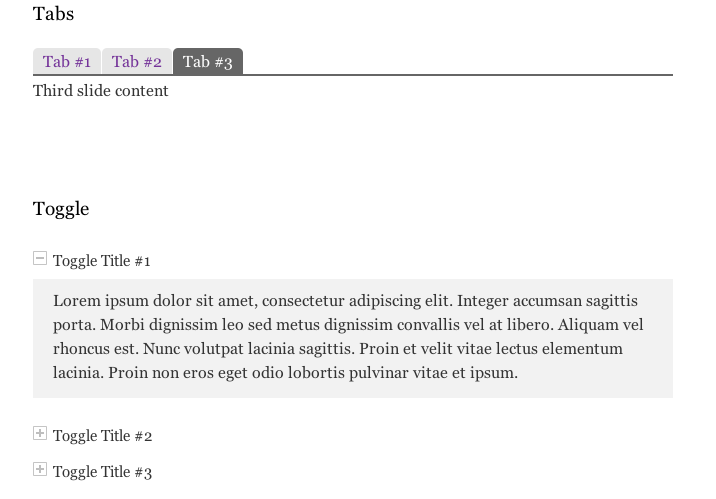 Tabs
Tab #1 Tab #2 Tab #3
Third slide content
Toggle
Toggle Title #1
Lorem ipsum dolor sit amet, consectetur adipiscing elit. Integer accumsan sagittis
porta. Morbi dignissim leo sed metus dignissim convallis vel at libero. Aliquam vel
rhoncus est. Nunc volutpat lacinia sagittis. Proin et velit vitae lectus elementum
lacinia. Proin non eros eget odio lobortis pulvinar vitae et ipsum.
Toggle Title #2
Toggle Title #3